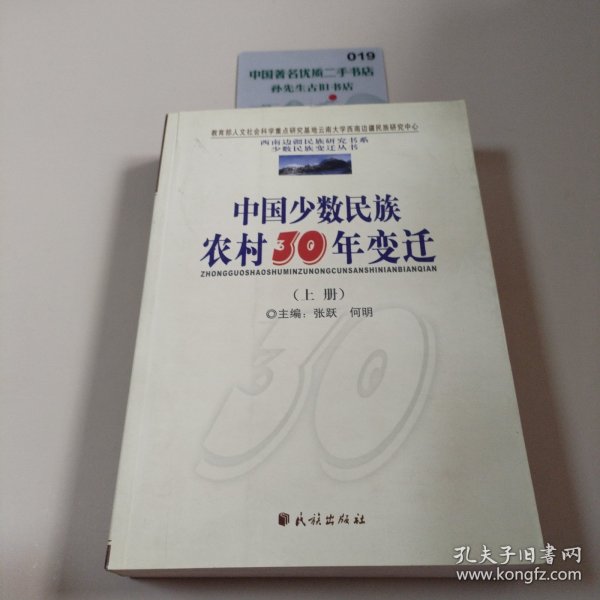 019
中国著名优质二手书店
孙先生古旧书店
教育部人文社会科学重点研究基地云南大学西南边疆民族研究中心
西南边疆民族研究书系
少数民族变迁丛书
中国少数民族
农村30年变迁
ZHONGGUOSHAOSHUMINZUNONGCUNSANSHINIANBIANQIAN
（上册）
◎主编：张跃 何明
30
民族出版社
孔夫子旧书网
www.kongfz.com